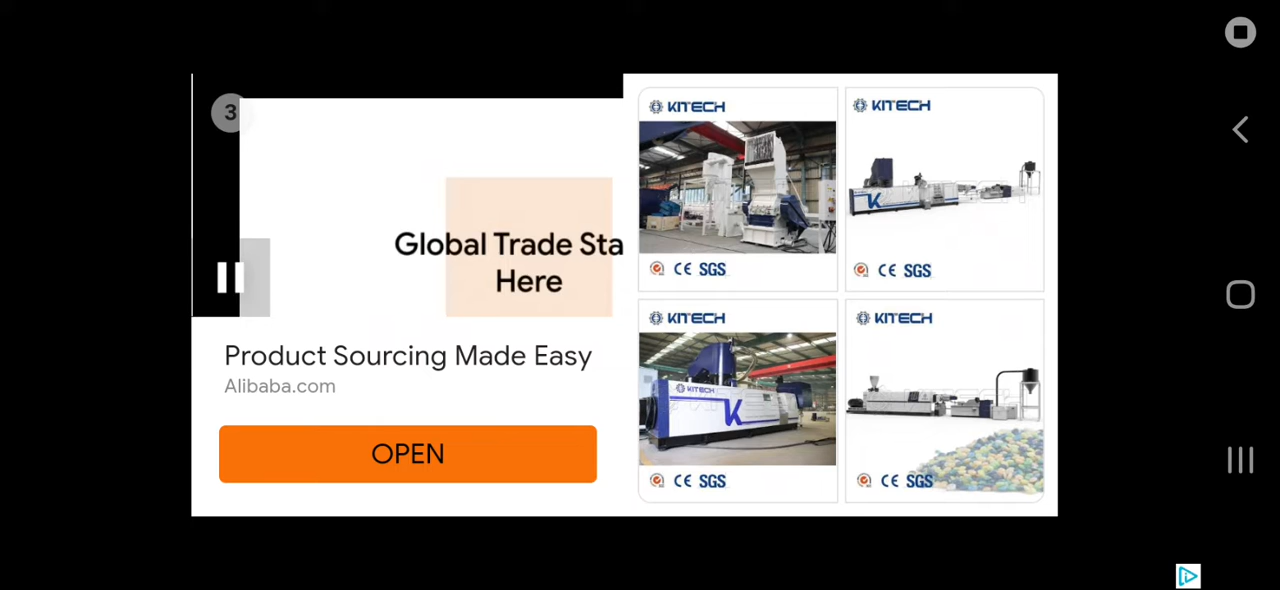 3
Global Trade Sta
Here
Product Sourcing Made Easy
Alibaba.com
OPEN
KITECH
CE SGS
KITECH
K
CE SGS
KITECH
KITECH
K
CE SGS
KITECH
CE SGS